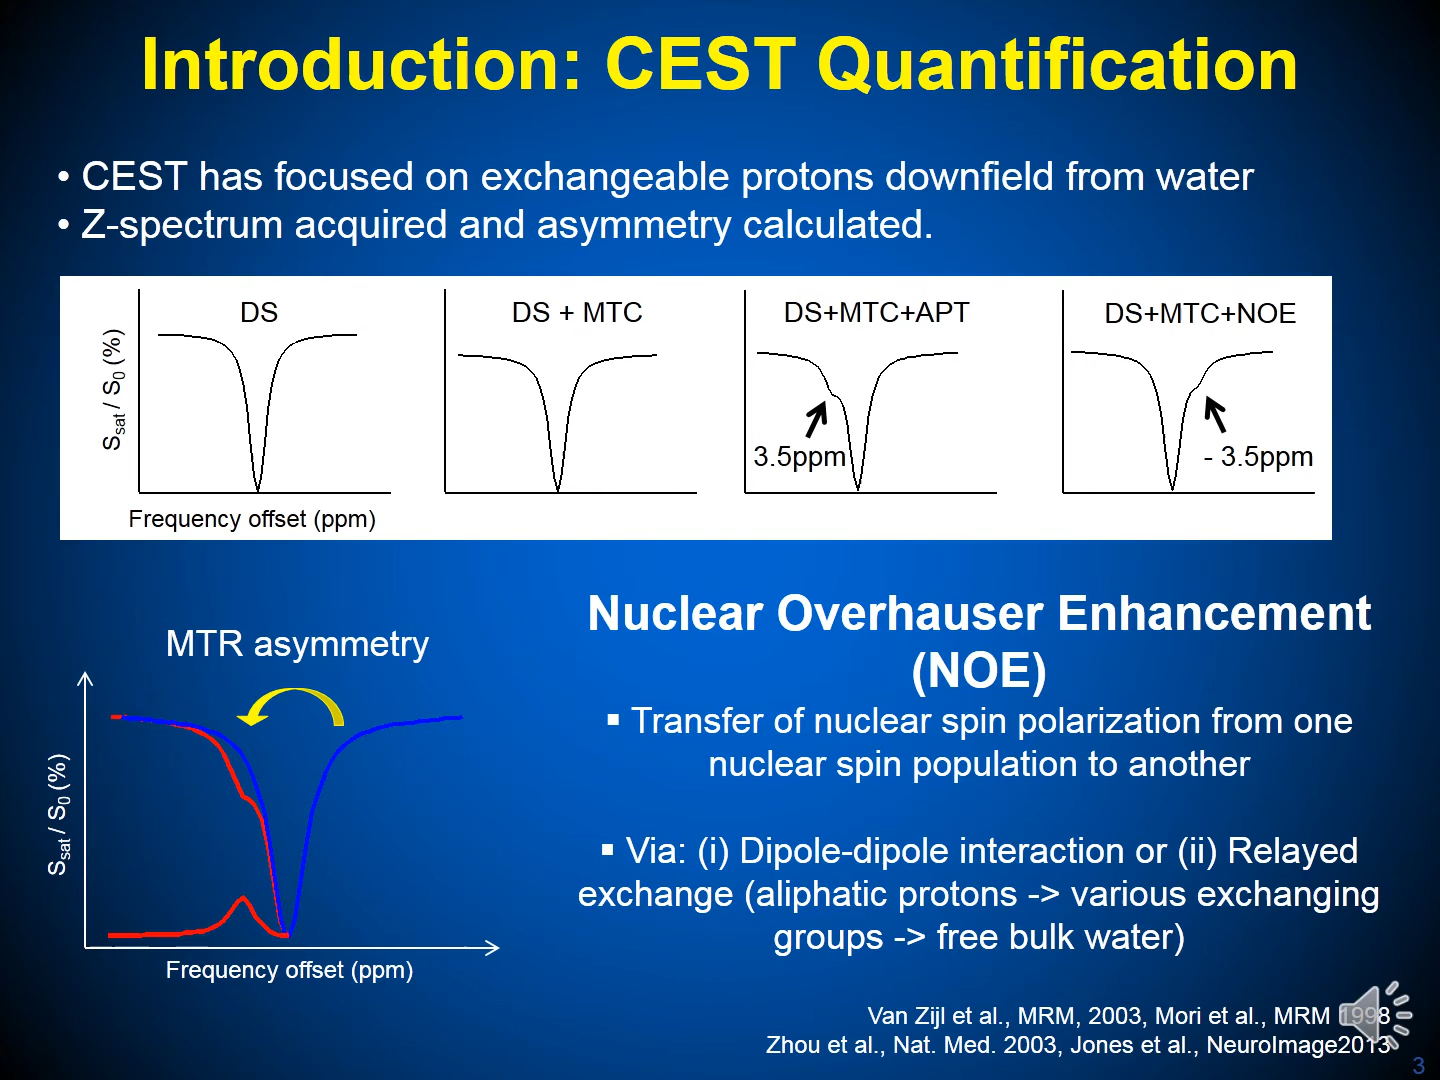 Introduction: CEST Quantification
• CEST has focused on exchangeable protons downfield from water
• Z-spectrum acquired and asymmetry calculated.
DS
DS + MTC
DS+MTC+APT
DS+MTC+NOE
Ssat / S0 (%)
3.5ppm
- 3.5ppm
Frequency offset (ppm)
Nuclear Overhauser Enhancement
(NOE)
MTR asymmetry
Ssat / S0 (%)
Frequency offset (ppm)
▪ Transfer of nuclear spin polarization from one
nuclear spin population to another
▪ Via: (i) Dipole-dipole interaction or (ii) Relayed
exchange (aliphatic protons -> various exchanging
groups -> free bulk water)
Van Zijl et al., MRM, 2003, Mori et al., MRM 1998
Zhou et al., Nat. Med. 2003, Jones et al., NeuroImage2013
3